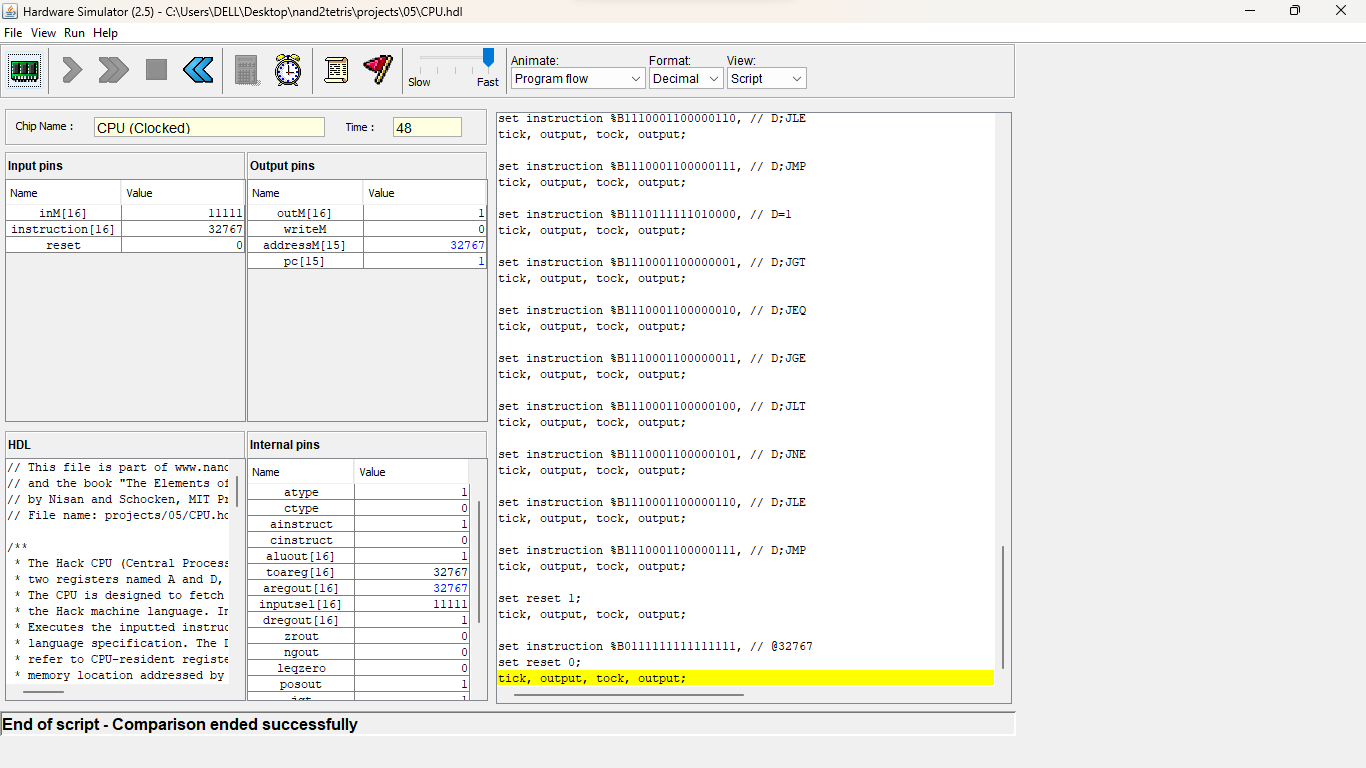 Hardware Simulator (2.5) - C:\Users\DELL\Desktop\nand2tetris\projects\05\CPU.hdl
File View Run Help
Slow Fast
Animate: Format: View:
Program flow Decimal Script
Chip Name : CPU (Clocked) Time : 48
Input pins
Name Value
inM[16] 11111
instruction[16] 32767
reset 0
Output pins
Name Value
outM[16] 1
writeM 0
addressM[15] 32767
pc[15] 1
HDL
// This file is part of www.nand
// and the book "The Elements of
// by Nisan and Schocken, MIT Pr
// File name: projects/05/CPU.hd
/**
* The Hack CPU (Central Process
* two registers named A and D,
* The CPU is designed to fetch
* the Hack machine language. In
* Executes the inputted instruc
* language specification. The D
* refer to CPU-resident registe
* memory location addressed by
Internal pins
Name Value
atype 1
ctype 0
ainstruct 1
cinstruct 0
aluout[16] 1
toareg[16] 32767
aregout[16] 32767
inputsel[16] 11111
dregout[16] 1
zrout 0
ngout 0
leqzero 0
posout 1
set instruction %B1110001100000110, // D;JLE
tick, output, tock, output;
set instruction %B1110001100000111, // D;JMP
tick, output, tock, output;
set instruction %B1110111111010000, // D=1
tick, output, tock, output;
set instruction %B1110001100000001, // D;JGT
tick, output, tock, output;
set instruction %B1110001100000010, // D;JEQ
tick, output, tock, output;
set instruction %B1110001100000011, // D;JGE
tick, output, tock, output;
set instruction %B1110001100000100, // D;JLT
tick, output, tock, output;
set instruction %B1110001100000101, // D;JNE
tick, output, tock, output;
set instruction %B1110001100000110, // D;JLE
tick, output, tock, output;
set instruction %B1110001100000111, // D;JMP
tick, output, tock, output;
set reset 1;
tick, output, tock, output;
set instruction %B0111111111111111, // @32767
set reset 0;
tick, output, tock, output;
End of script - Comparison ended successfully